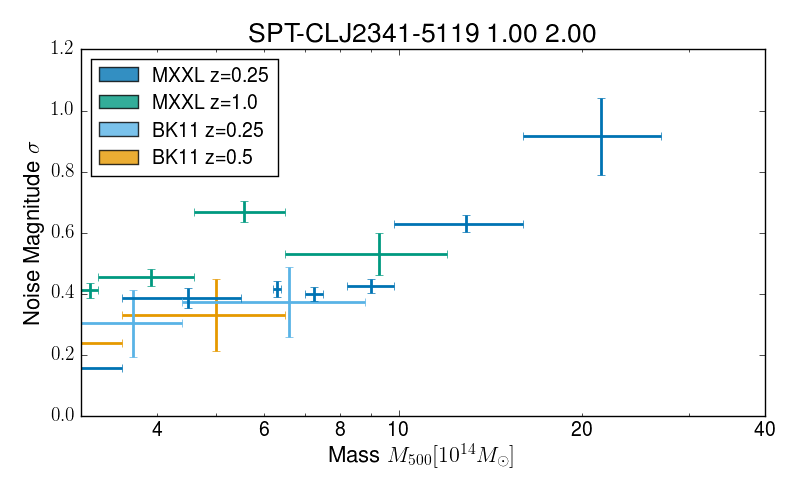 SPT-CLJ2341-5119 1.00 2.00
MXXL z=0.25
MXXL z=1.0
BK11 z=0.25
BK11 z=0.5
Noise Magnitude σ
1.2
1.0
0.8
0.6
0.4
0.2
0.0
4 6 8 10 20 40
Mass M₅₀₀[10¹⁴M☉]